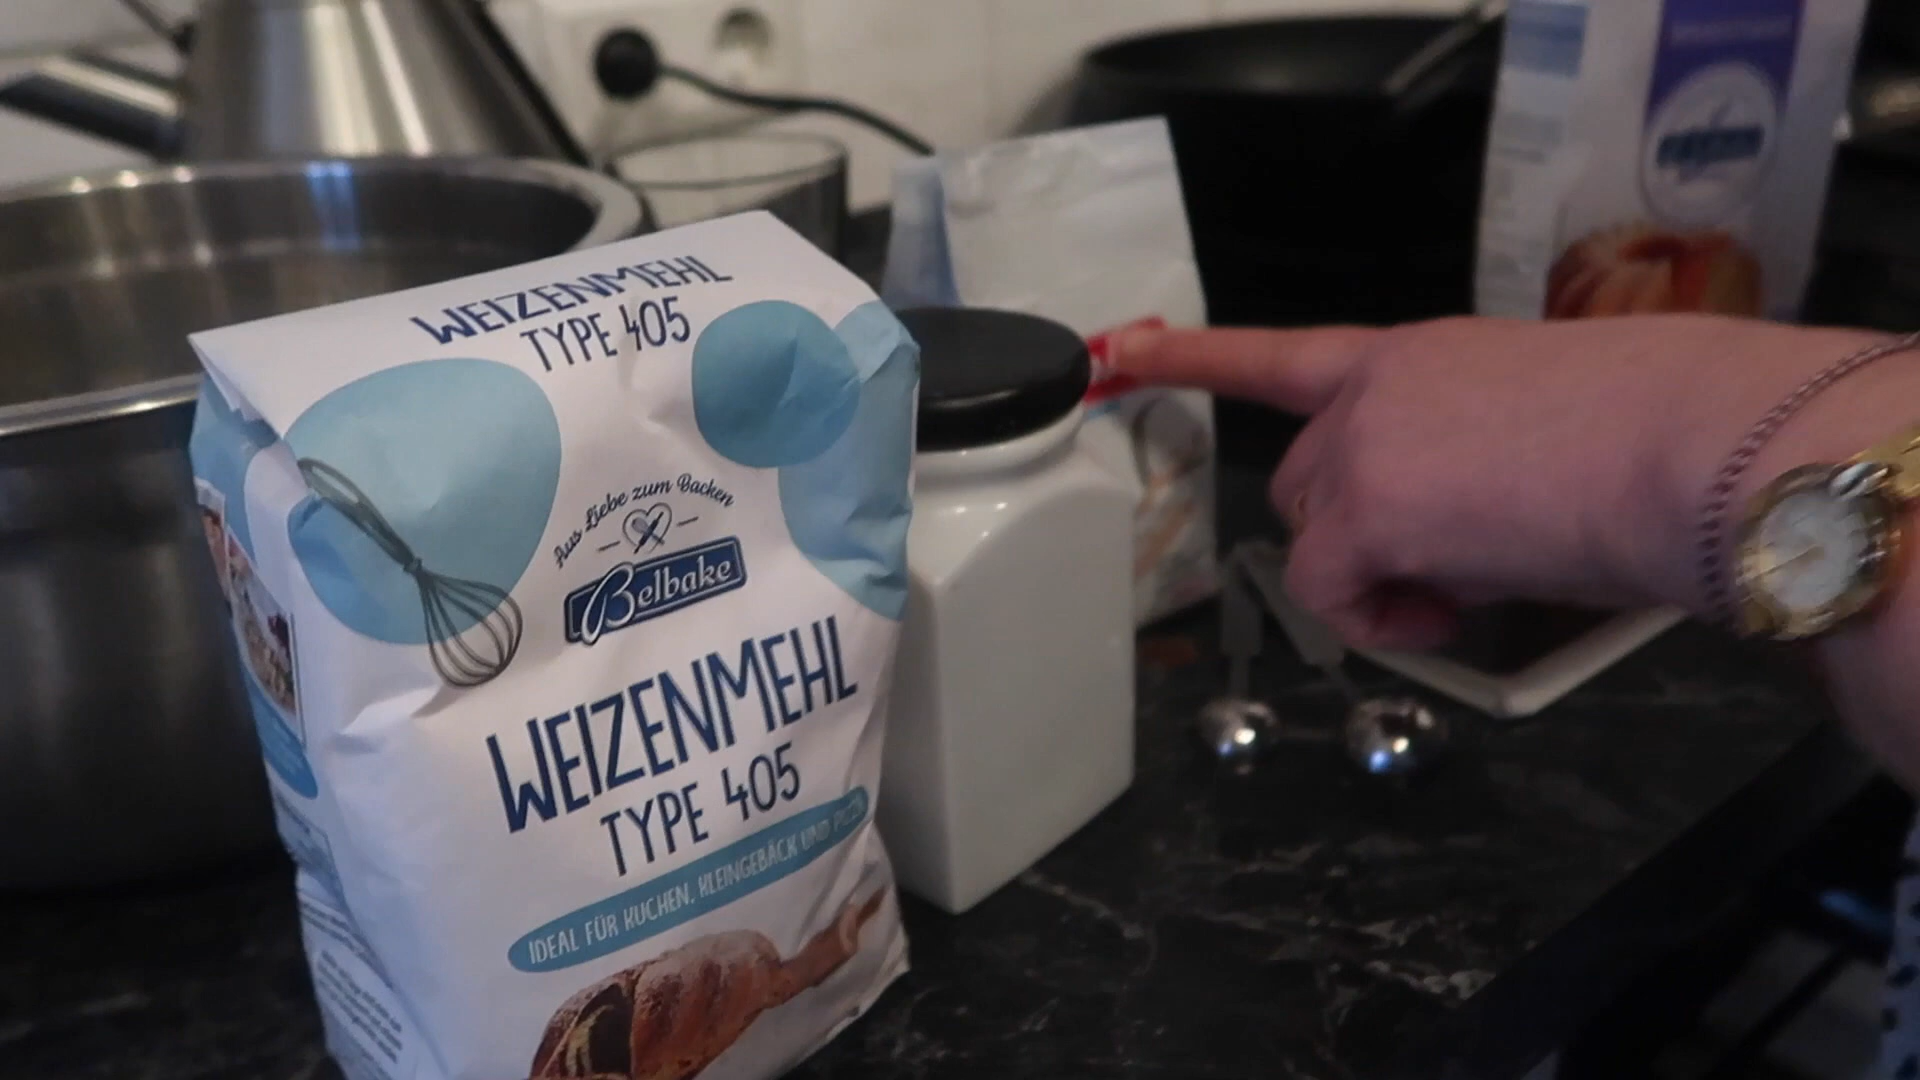 WEIZENMEHL
TYPE 405
Aus Liebe zum Backen
Belbake
WEIZENMEHL
TYPE 405
IDEAL FÜR KUCHEN, KLEINGEBÄCK UND PIZZA